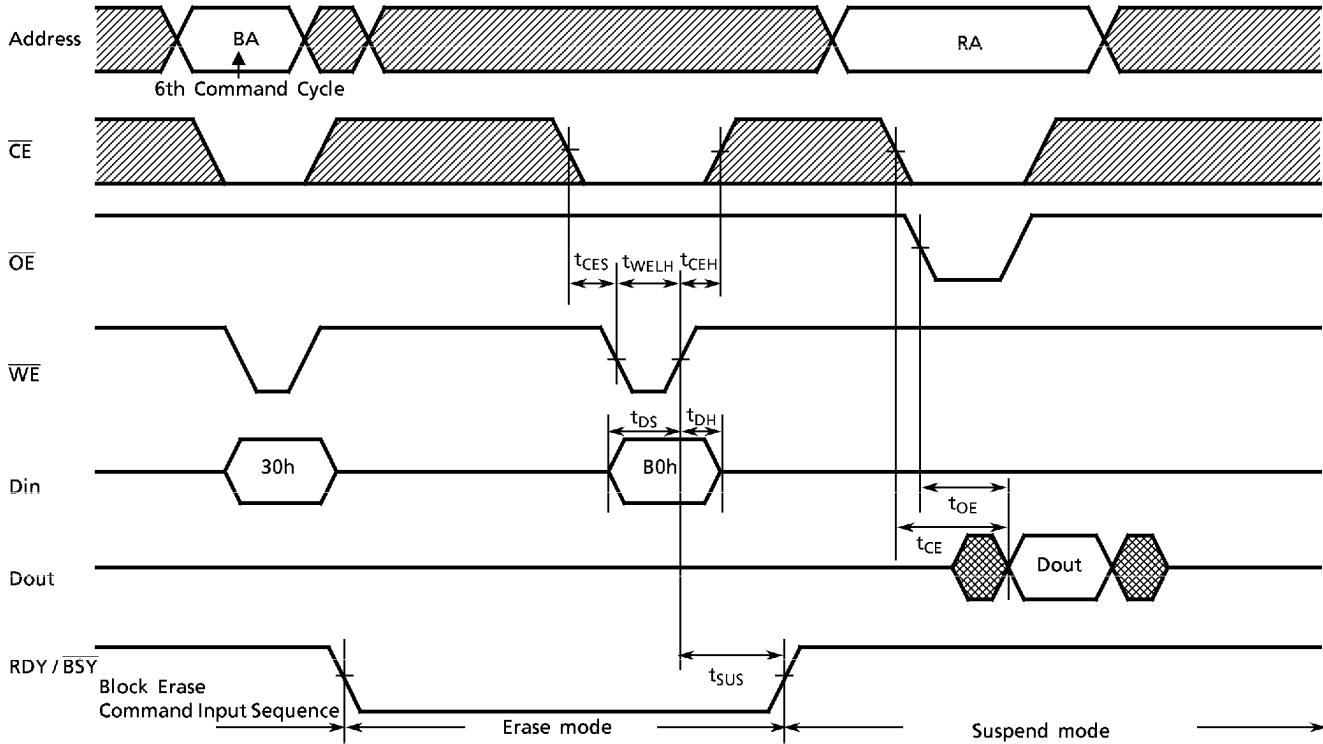 Address
BA
RA
6th Command Cycle
CE
OE
tCES
tWELH
tCEH
WE
tDS
tDH
30h
B0h
Din
tOE
tCE
Dout
Dout
RDY / BSY
tSUS
Block Erase
Command Input Sequence
Erase mode
Suspend mode